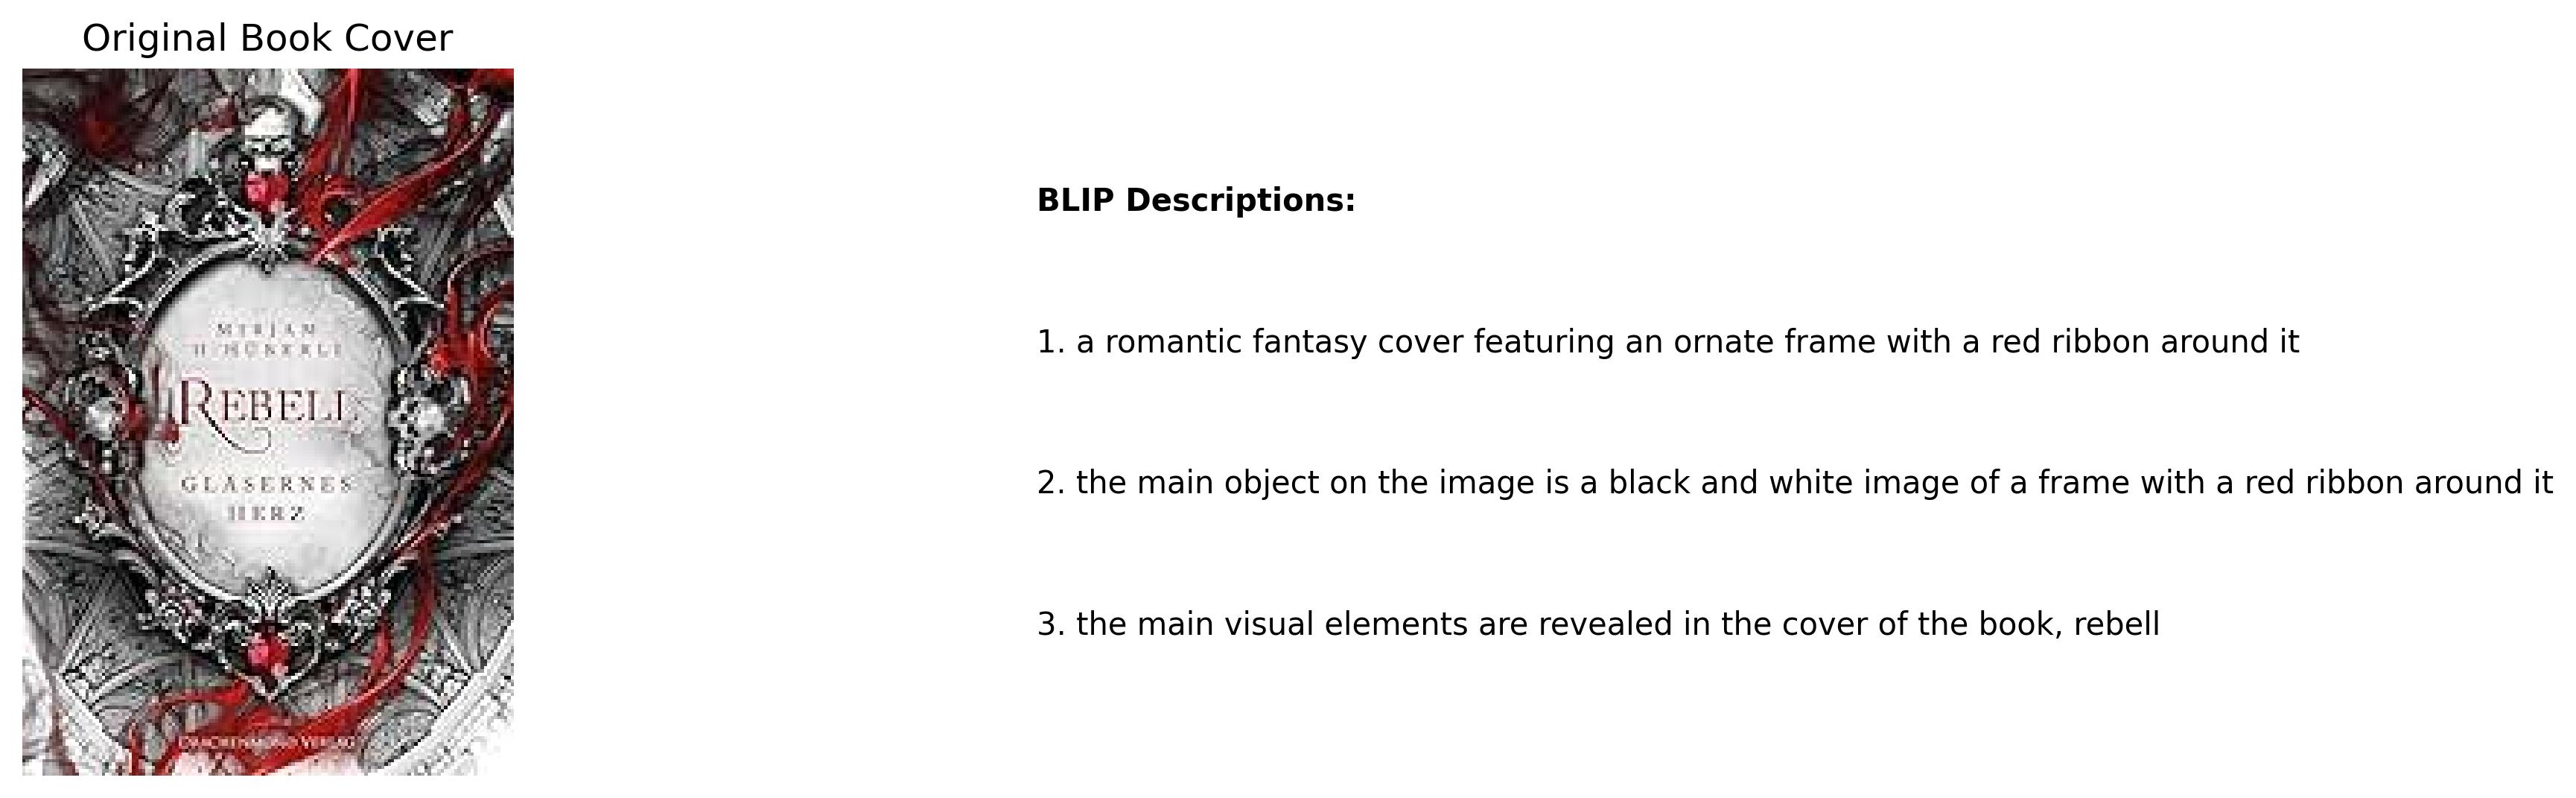 Original Book Cover
MIRJAM
H. HÜBERLI
REBELL
GLÄSERNES
HERZ
DRACHENMOND VERLAG
BLIP Descriptions:
1. a romantic fantasy cover featuring an ornate frame with a red ribbon around it
2. the main object on the image is a black and white image of a frame with a red ribbon around it
3. the main visual elements are revealed in the cover of the book, rebell